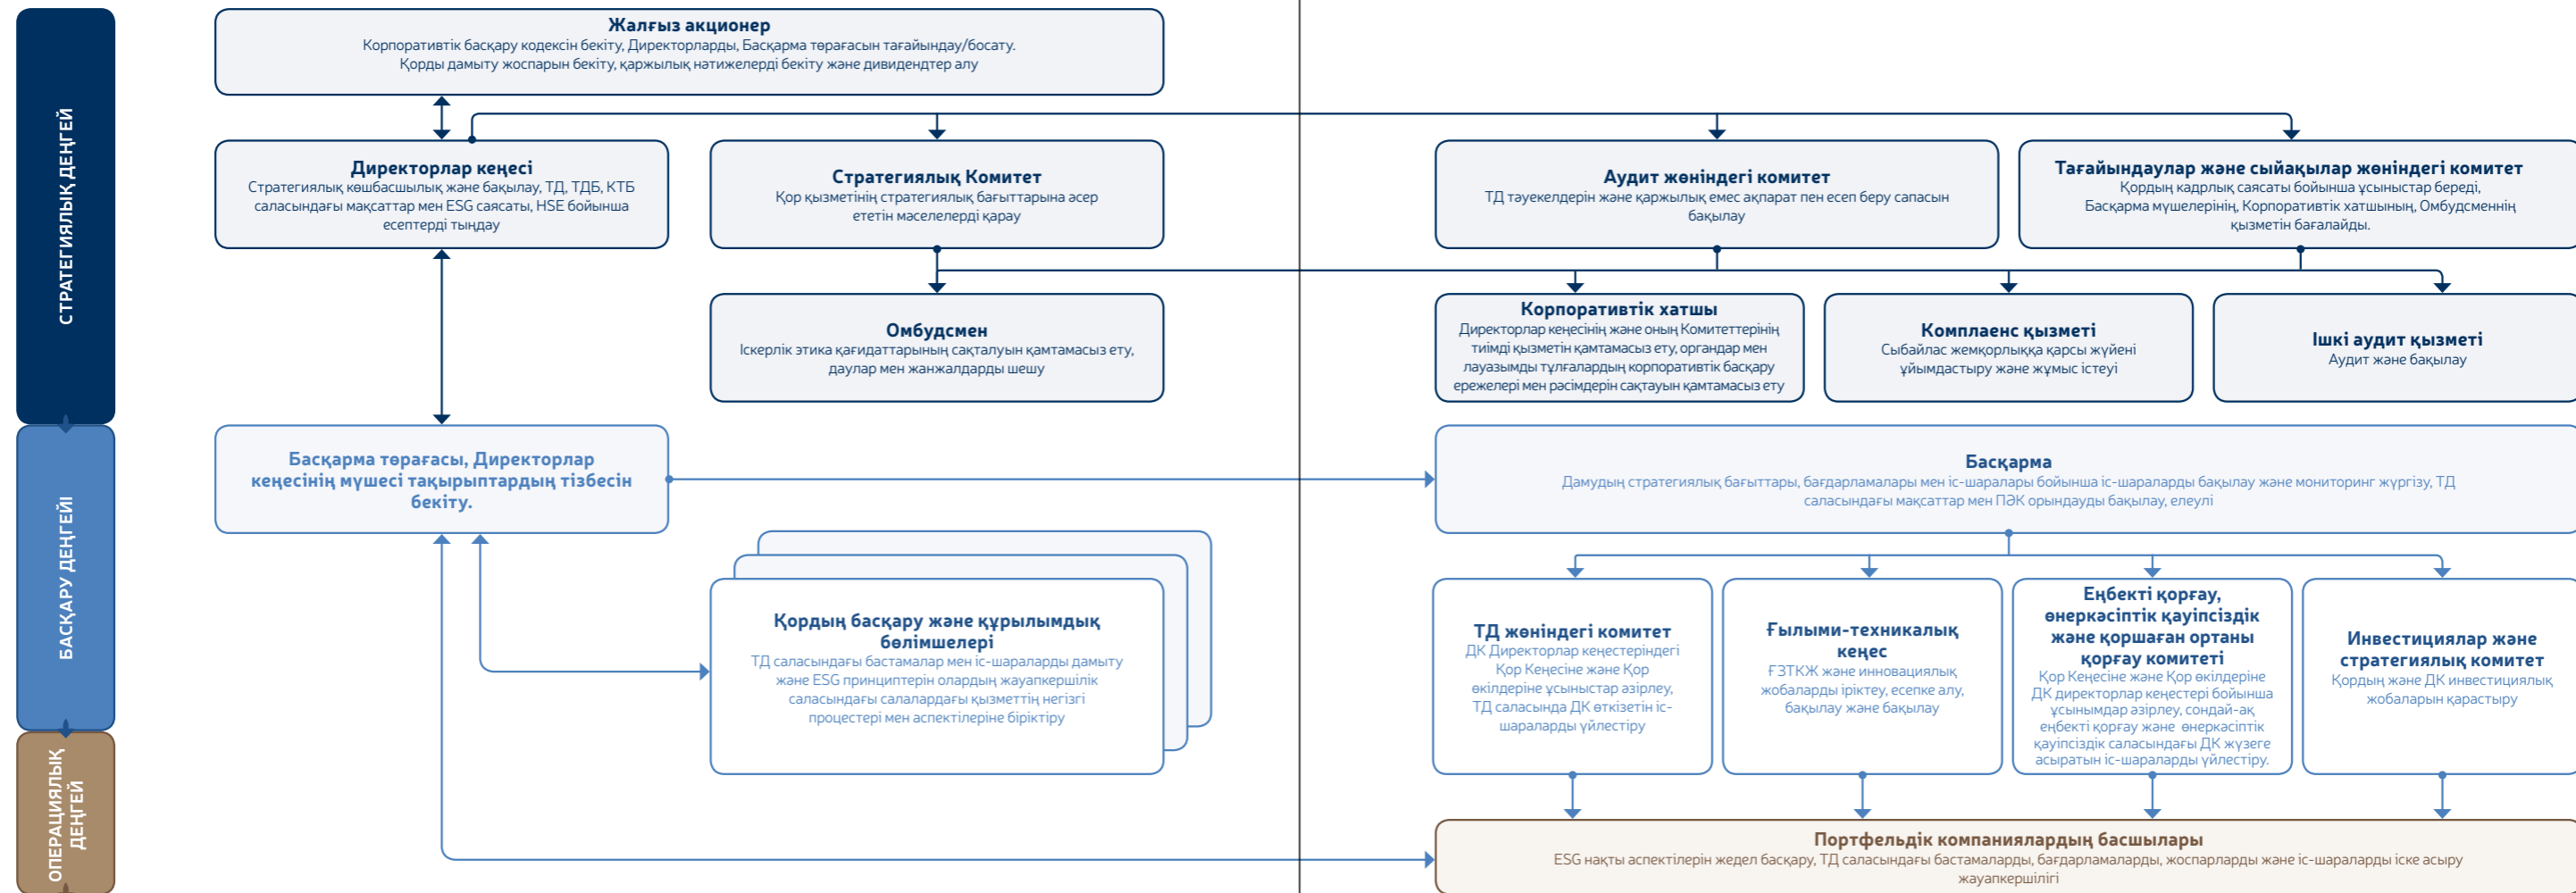 СТРАТЕГИЯЛЫҚ ДЕҢГЕЙ
Жалғыз акционер
Корпоративтік басқару кодексін бекіту, Директорларды, Басқарма төрағасын тағайындау/босату.
Қорды дамыту жоспарын бекіту, қаржылық нәтижелерді бекіту және дивидендтер алу
Директорлар кеңесі
Стратегиялық көшбасшылық және бақылау, ТД, ТДБ, КТБ
саласындағы мақсаттар мен ESG саясаты, HSE бойынша
есептерді тыңдау
Стратегиялық Комитет
Қор қызметінің стратегиялық бағыттарына әсер
ететін мәселелерді қарау
Аудит жөніндегі комитет
ТД тәуекелдерін және қаржылық емес ақпарат пен есеп беру сапасын
бақылау
Тағайындаулар және сыйақылар жөніндегі комитет
Қордың кадрлық саясаты бойынша ұсыныстар береді,
Басқарма мүшелерінің, Корпоративтік хатшының, Омбудсменнің
қызметін бағалайды.
Омбудсмен
Іскерлік этика қағидаттарының сақталуын қамтамасыз ету,
даулар мен жанжалдарды шешу
Корпоративтік хатшы
Директорлар кеңесінің және оның Комитеттерінің
тиімді қызметін қамтамасыз ету, органдар мен
лауазымды тұлғалардың корпоративтік басқару
ережелері мен рәсімдерін сақтауын қамтамасыз ету
Комплаенс қызметі
Сыбайлас жемқорлыққа қарсы жүйені
ұйымдастыру және жұмыс істеуі
Ішкі аудит қызметі
Аудит және бақылау
БАСҚАРУ ДЕҢГЕЙІ
Басқарма төрағасы, Директорлар
кеңесінің мүшесі тақырыптардың тізбесін
бекіту.
Басқарма
Дамудың стратегиялық бағыттары, бағдарламалары мен іс-шаралары бойынша іс-шараларды бақылау және мониторинг жүргізу, ТД
саласындағы мақсаттар мен ПӘК орындауды бақылау, елеулі
Қордың басқару және құрылымдық
бөлімшелері
ТД саласындағы бастамалар мен іс-шараларды дамыту
және ESG принциптерін олардың жауапкершілік
саласындағы салалардағы қызметтің негізгі
процестері мен аспектілеріне біріктіру
ТД жөніндегі комитет
ДК Директорлар кеңестеріндегі
Қор Кеңесіне және Қор
өкілдеріне ұсыныстар әзірлеу,
ТД саласында ДК өткізетін іс-
шараларды үйлестіру
Ғылыми-техникалық
кеңес
ҒЗТКЖ және инновациялық
жобаларды іріктеу, есепке алу,
бақылау және бақылау
Еңбекті қорғау,
өнеркәсіптік қауіпсіздік
және қоршаған ортаны
қорғау комитеті
Қор Кеңесіне және Қор өкілдеріне
ДК директорлар кеңестері бойынша
ұсынымдар әзірлеу, сондай-ақ
еңбекті қорғау және өнеркәсіптік
қауіпсіздік саласындағы ДК жүзеге
асыратын іс-шараларды үйлестіру.
Инвестициялар және
стратегиялық комитет
Қордың және ДК инвестициялық
жобаларын қарастыру
ОПЕРАЦИЯЛЫҚ
ДЕҢГЕЙ
Портфельдік компаниялардың басшылары
ESG нақты аспектілерін жедел басқару, ТД саласындағы бастамаларды, бағдарламаларды, жоспарларды және іс-шараларды іске асыру
жауапкершілігі